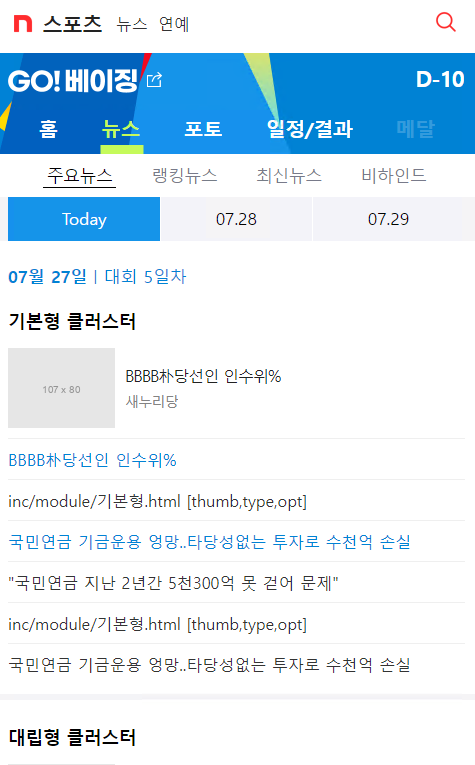 n 스포츠 뉴스 연예
GO! 베이징 D-10
홈 뉴스 포토 일정/결과 메달
주요뉴스 랭킹뉴스 최신뉴스 비하인드
Today 07.28 07.29
07월 27일 | 대회 5일차
기본형 클러스터
107 x 80
BBBB朴당선인 인수위%
새누리당
BBBB朴당선인 인수위%
inc/module/기본형.html [thumb,type,opt]
국민연금 기금운용 엉망..타당성없는 투자로 수천억 손실
"국민연금 지난 2년간 5천300억 못 걷어 문제"
inc/module/기본형.html [thumb,type,opt]
국민연금 기금운용 엉망..타당성없는 투자로 수천억 손실
대립형 클러스터